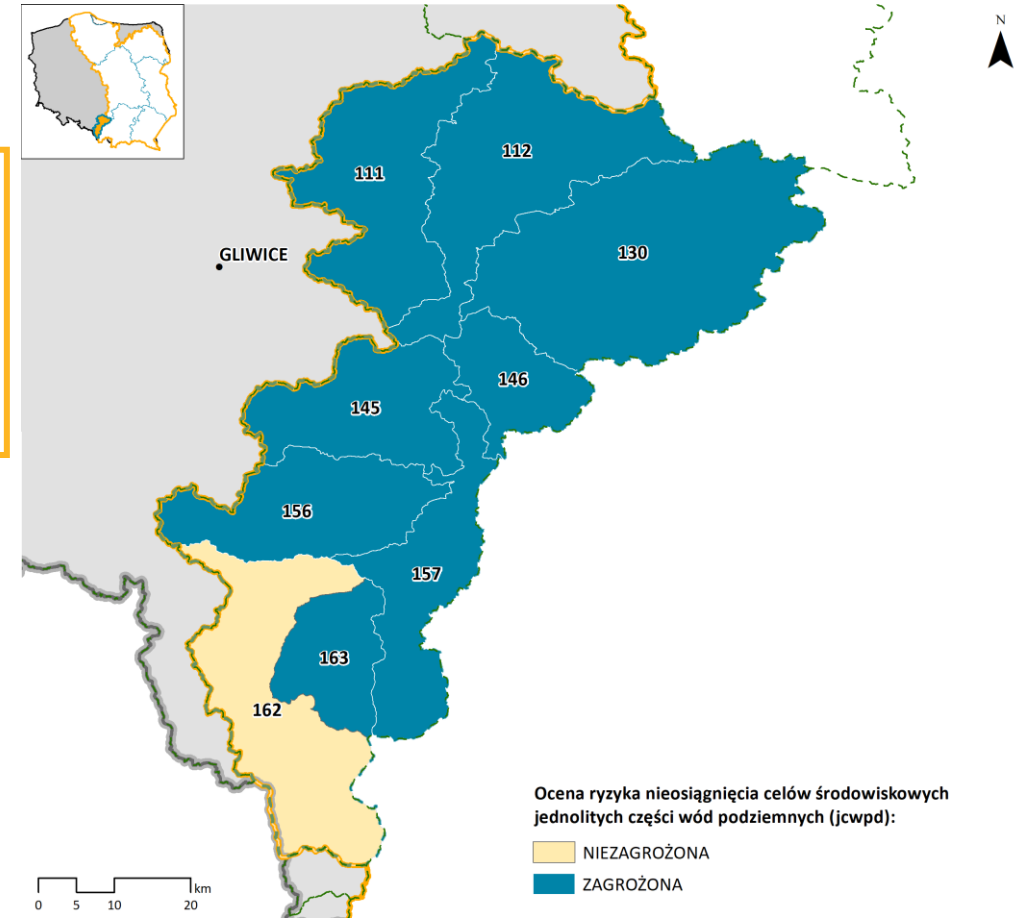 N
111
112
GLIWICE
130
146
145
156
157
163
162
Ocena ryzyka nieosiągnięcia celów środowiskowych
jednolitych części wód podziemnych (jcwpd):
NIEZAGROŻONA
ZAGROŻONA
km
0 5 10 20